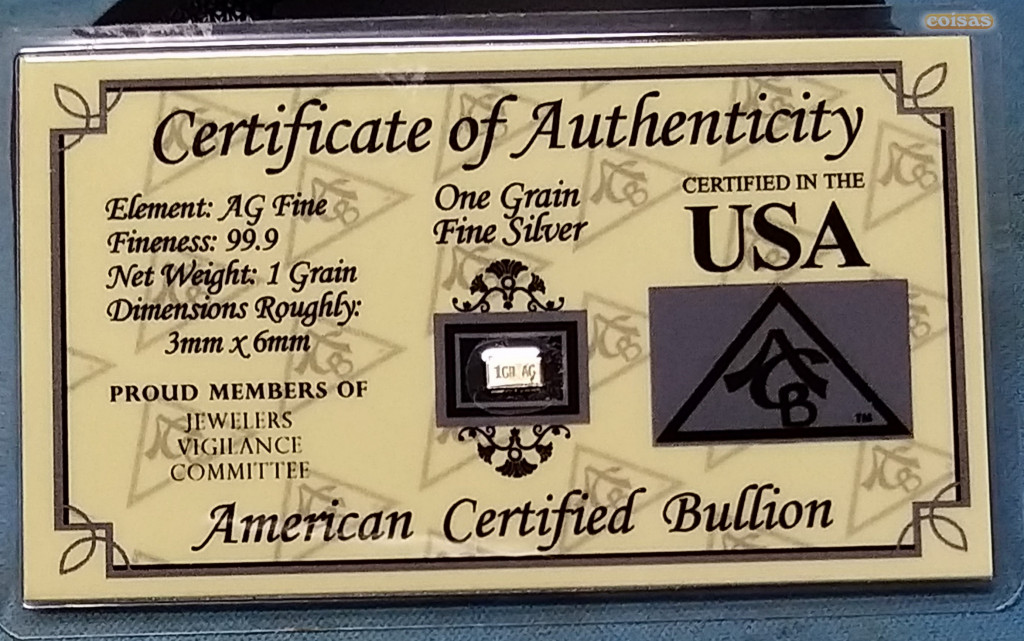 coisas
Certificate of Authenticity
Element: AG Fine
Fineness: 99.9
Net Weight: 1 Grain
Dimensions Roughly:
3mm x 6mm
PROUD MEMBERS OF
JEWELERS
VIGILANCE
COMMITTEE
One Grain
Fine Silver
1GR AG
CERTIFIED IN THE
USA
ACB
TM
American Certified Bullion